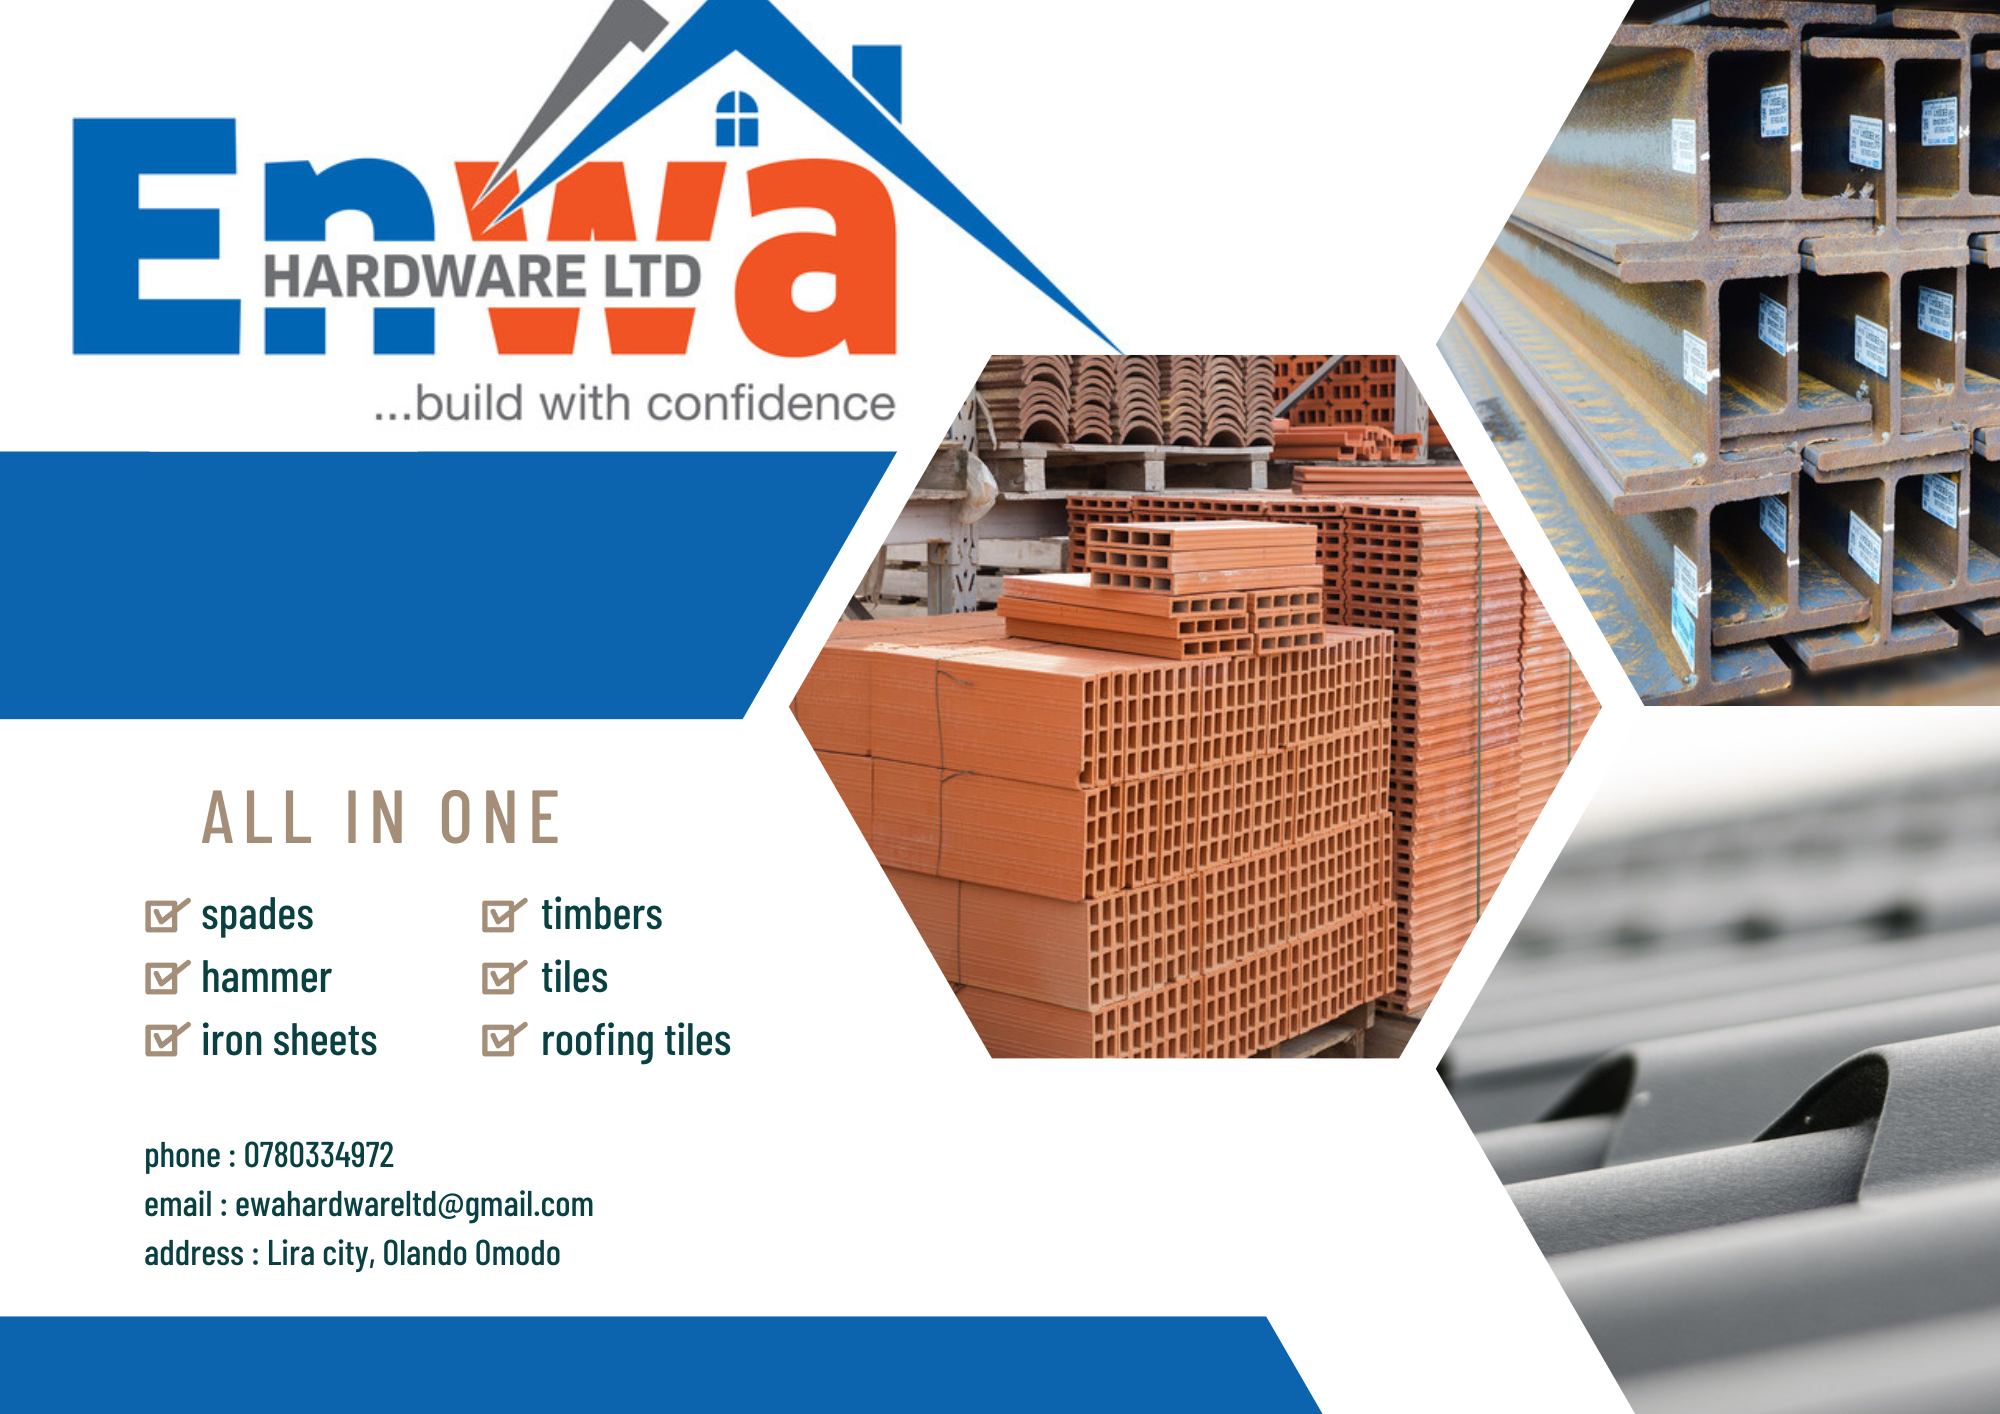 Enwa
HARDWARE LTD
...build with confidence
ALL IN ONE
spades
hammer
iron sheets
timbers
tiles
roofing tiles
phone : 0780334972
email : ewahardwareltd@gmail.com
address : Lira city, Olando Omodo